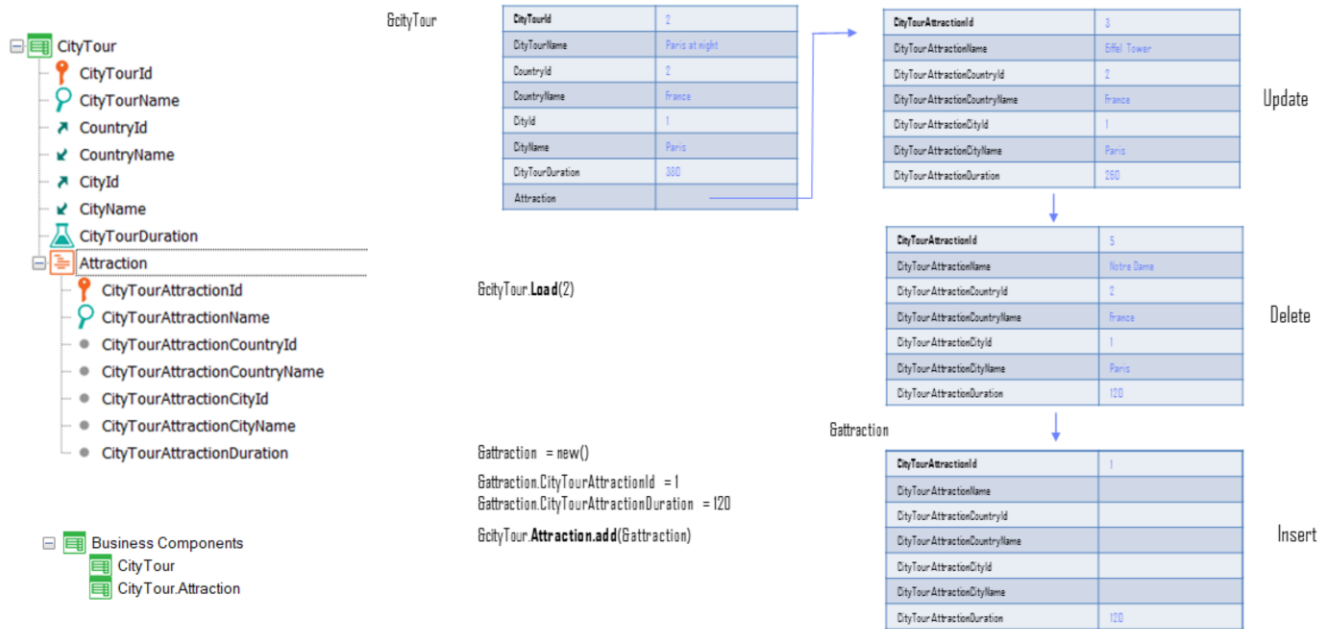 CityTour
CityTourId
CityTourName
CountryId
CountryName
CityId
CityName
CityTourDuration
Attraction
CityTourAttractionId
CityTourAttractionName
CityTourAttractionCountryId
CityTourAttractionCountryName
CityTourAttractionCityId
CityTourAttractionCityName
CityTourAttractionDuration
Business Components
CityTour
CityTour.Attraction
&cityTour
CityTourId 2
CityTourName Paris at night
CountryId 2
CountryName France
CityId 1
CityName Paris
CityTourDuration 380
Attraction
&cityTour.Load(2)
&attraction = new()
&attraction.CityTourAttractionId = 1
&attraction.CityTourAttractionDuration = 120
&cityTour.Attraction.add(&attraction)
CityTourAttractionId 3
CityTourAttractionName Eiffel Tower
CityTourAttractionCountryId 2
CityTourAttractionCountryName France
CityTourAttractionCityId 1
CityTourAttractionCityName Paris
CityTourAttractionDuration 260
Update
CityTourAttractionId 5
CityTourAttractionName Notre Dame
CityTourAttractionCountryId 2
CityTourAttractionCountryName France
CityTourAttractionCityId 1
CityTourAttractionCityName Paris
CityTourAttractionDuration 120
Delete
&attraction
CityTourAttractionId 1
CityTourAttractionName
CityTourAttractionCountryId
CityTourAttractionCountryName
CityTourAttractionCityId
CityTourAttractionCityName
CityTourAttractionDuration 120
Insert